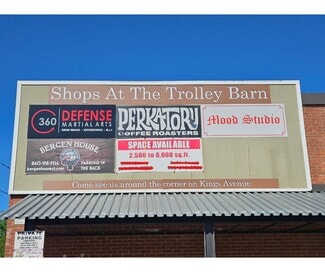 Shops At The Trolley Barn
360
DEFENSE
MARTIAL ARTS
PERKATORY
COFFEE ROASTERS
Mood Studio
BERGEN HOUSE
PARKING IN
THE BACK
SPACE AVAILABLE
2,500 to 8,000 sq.ft.
Come see us around the corner on Kings Avenue
PRIVATE
PARKING